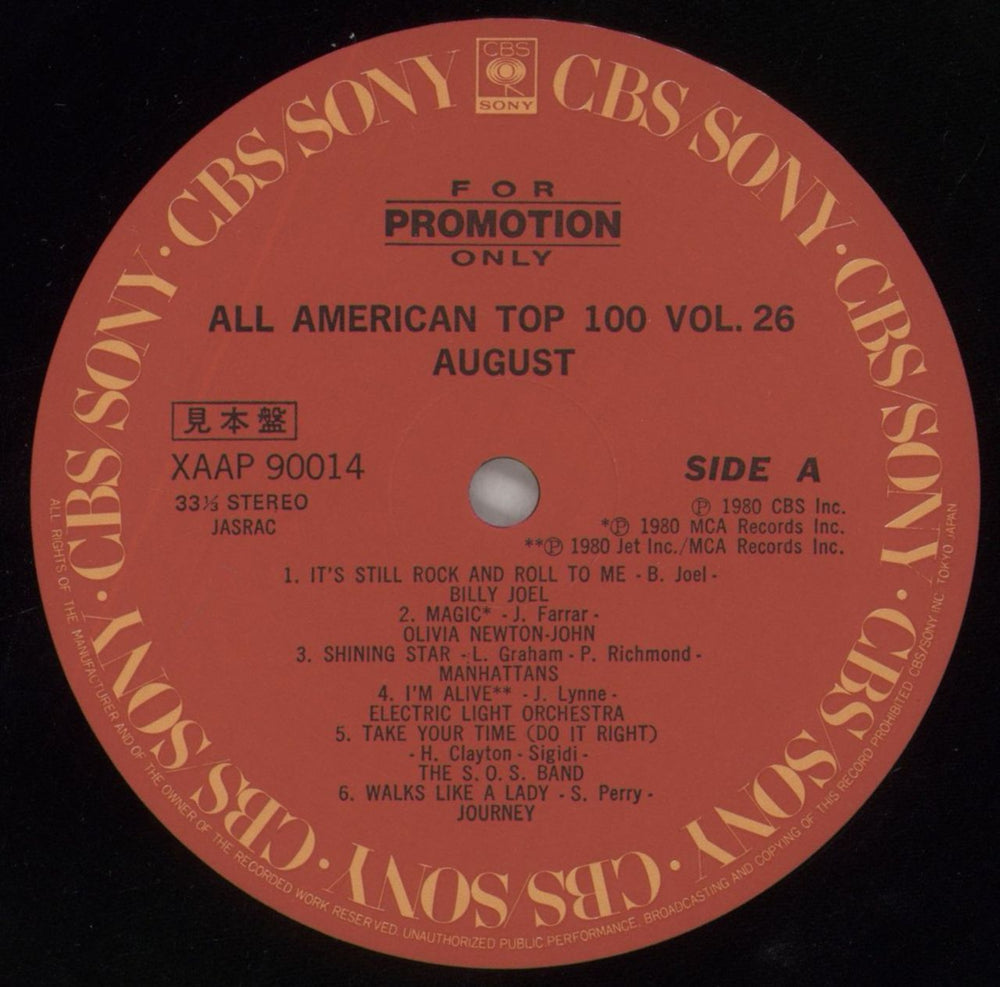 CBS/SONY · CBS/SONY · CBS/SONY · CBS/SONY · CBS/SONY · CBS/SONY · CBS/SONY · CBS/SONY
CBS
SONY
FOR
PROMOTION
ONLY
ALL AMERICAN TOP 100 VOL. 26
AUGUST
見本盤
XAAP 90014
33⅓ STEREO
JASRAC
SIDE A
Ⓟ 1980 CBS Inc.
*Ⓟ 1980 MCA Records Inc.
**Ⓟ 1980 Jet Inc./MCA Records Inc.
1. IT'S STILL ROCK AND ROLL TO ME - B. Joel -
BILLY JOEL
2. MAGIC* - J. Farrar -
OLIVIA NEWTON-JOHN
3. SHINING STAR - L. Graham - P. Richmond -
MANHATTANS
4. I'M ALIVE** - J. Lynne -
ELECTRIC LIGHT ORCHESTRA
5. TAKE YOUR TIME (DO IT RIGHT)
- H. Clayton - Sigidi -
THE S. O. S. BAND
6. WALKS LIKE A LADY - S. Perry -
JOURNEY
ALL RIGHTS OF THE MANUFACTURER AND OF THE OWNER OF THE RECORDED WORK RESERVED. UNAUTHORIZED PUBLIC PERFORMANCE, BROADCASTING AND COPYING OF THIS RECORD PROHIBITED CBS/SONY INC. TOKYO JAPAN